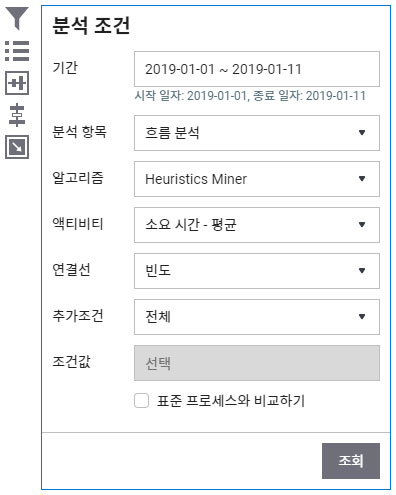 분석 조건
기간
2019-01-01 ~ 2019-01-11
시작 일자: 2019-01-01, 종료 일자: 2019-01-11
분석 항목
흐름 분석
알고리즘
Heuristics Miner
액티비티
소요 시간 - 평균
연결선
빈도
추가조건
전체
조건값
선택
표준 프로세스와 비교하기
조회